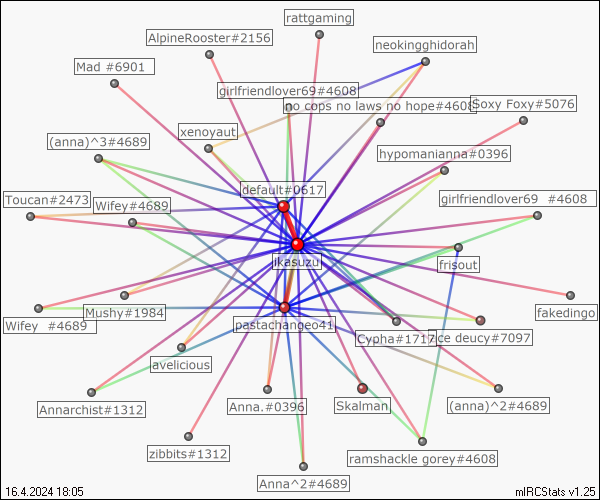 rattgaming
AlpineRooster#2156
neokingghidorah
Mad #6901
girlfriendlover69#4608
no cops no laws no hope#4608
Soxy Foxy#5076
xenoyaut
(anna)^3#4689
hypomanianna#0396
default#0617
Toucan#2473
Wifey#4689
girlfriendlover69 #4608
ikasuzu
frisout
Mushy#1984
fakedingo
Wifey #4689
pastachangeo41
Cypha#1717
ce deucy#7097
avelicious
Annarchist#1312
Anna.#0396
Skalman
(anna)^2#4689
zibbits#1312
ramshackle gorey#4608
Anna^2#4689
16.4.2024 18:05
mIRCStats v1.25